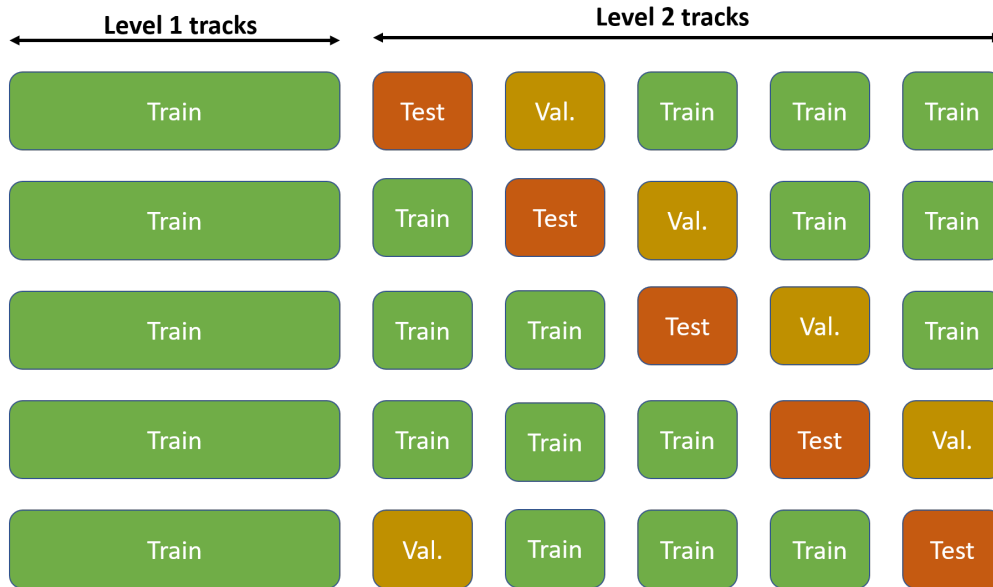 Level 1 tracks
Level 2 tracks
Train Test Val. Train Train Train
Train Train Test Val. Train Train
Train Train Train Test Val. Train
Train Train Train Train Test Val.
Train Val. Train Train Train Test